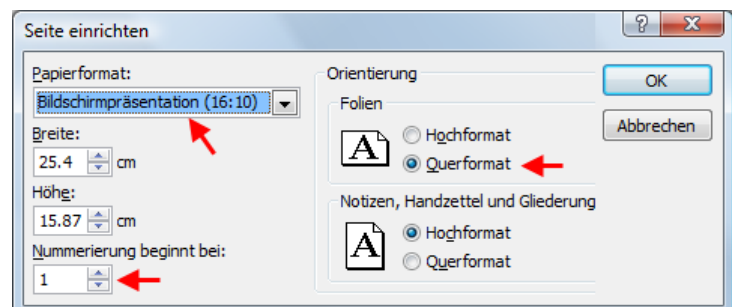 Seite einrichten
Papierformat:
Bildschirmpräsentation (16:10)
Breite:
25.4 cm
Höhe:
15.87 cm
Nummerierung beginnt bei:
1
Orientierung
Folien
A
Hochformat
Querformat
Notizen, Handzettel und Gliederung
A
Hochformat
Querformat
OK
Abbrechen